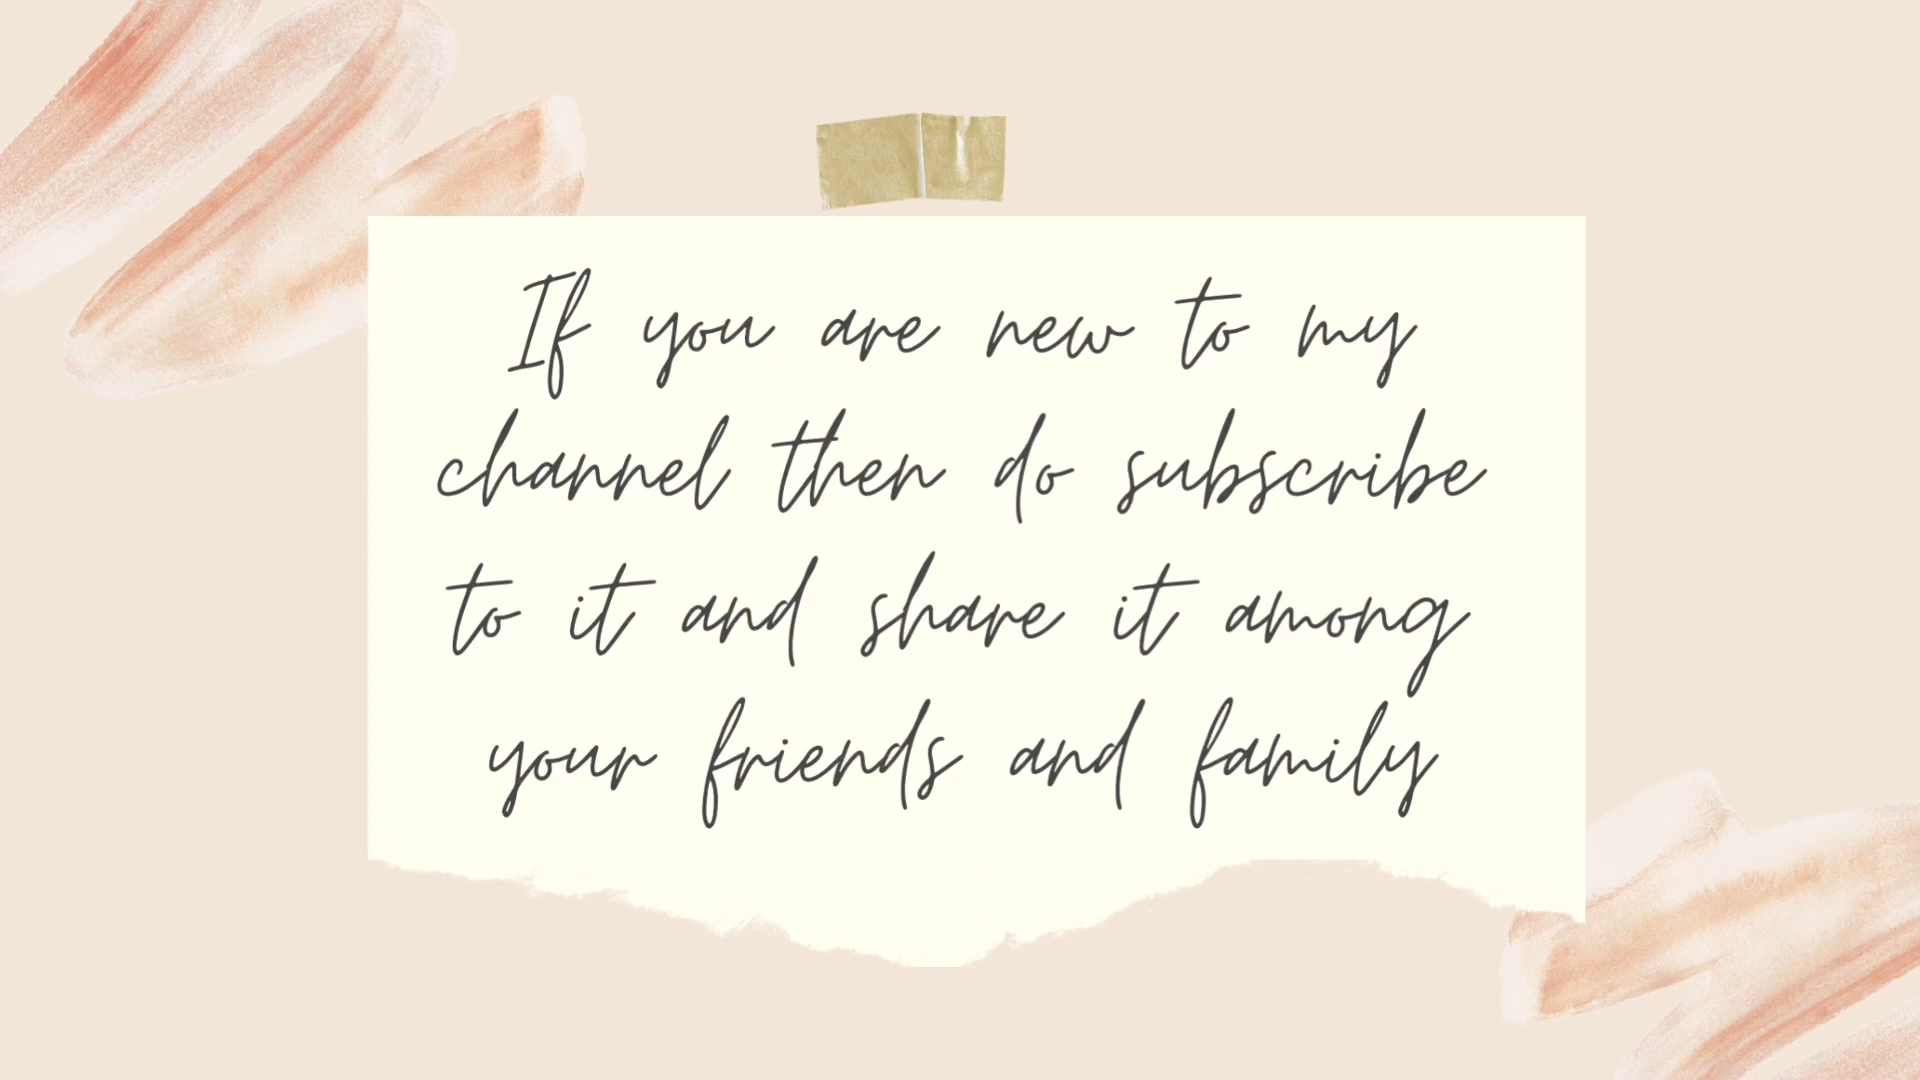 If you are new to my
channel then do subscribe
to it and share it among
your friends and family